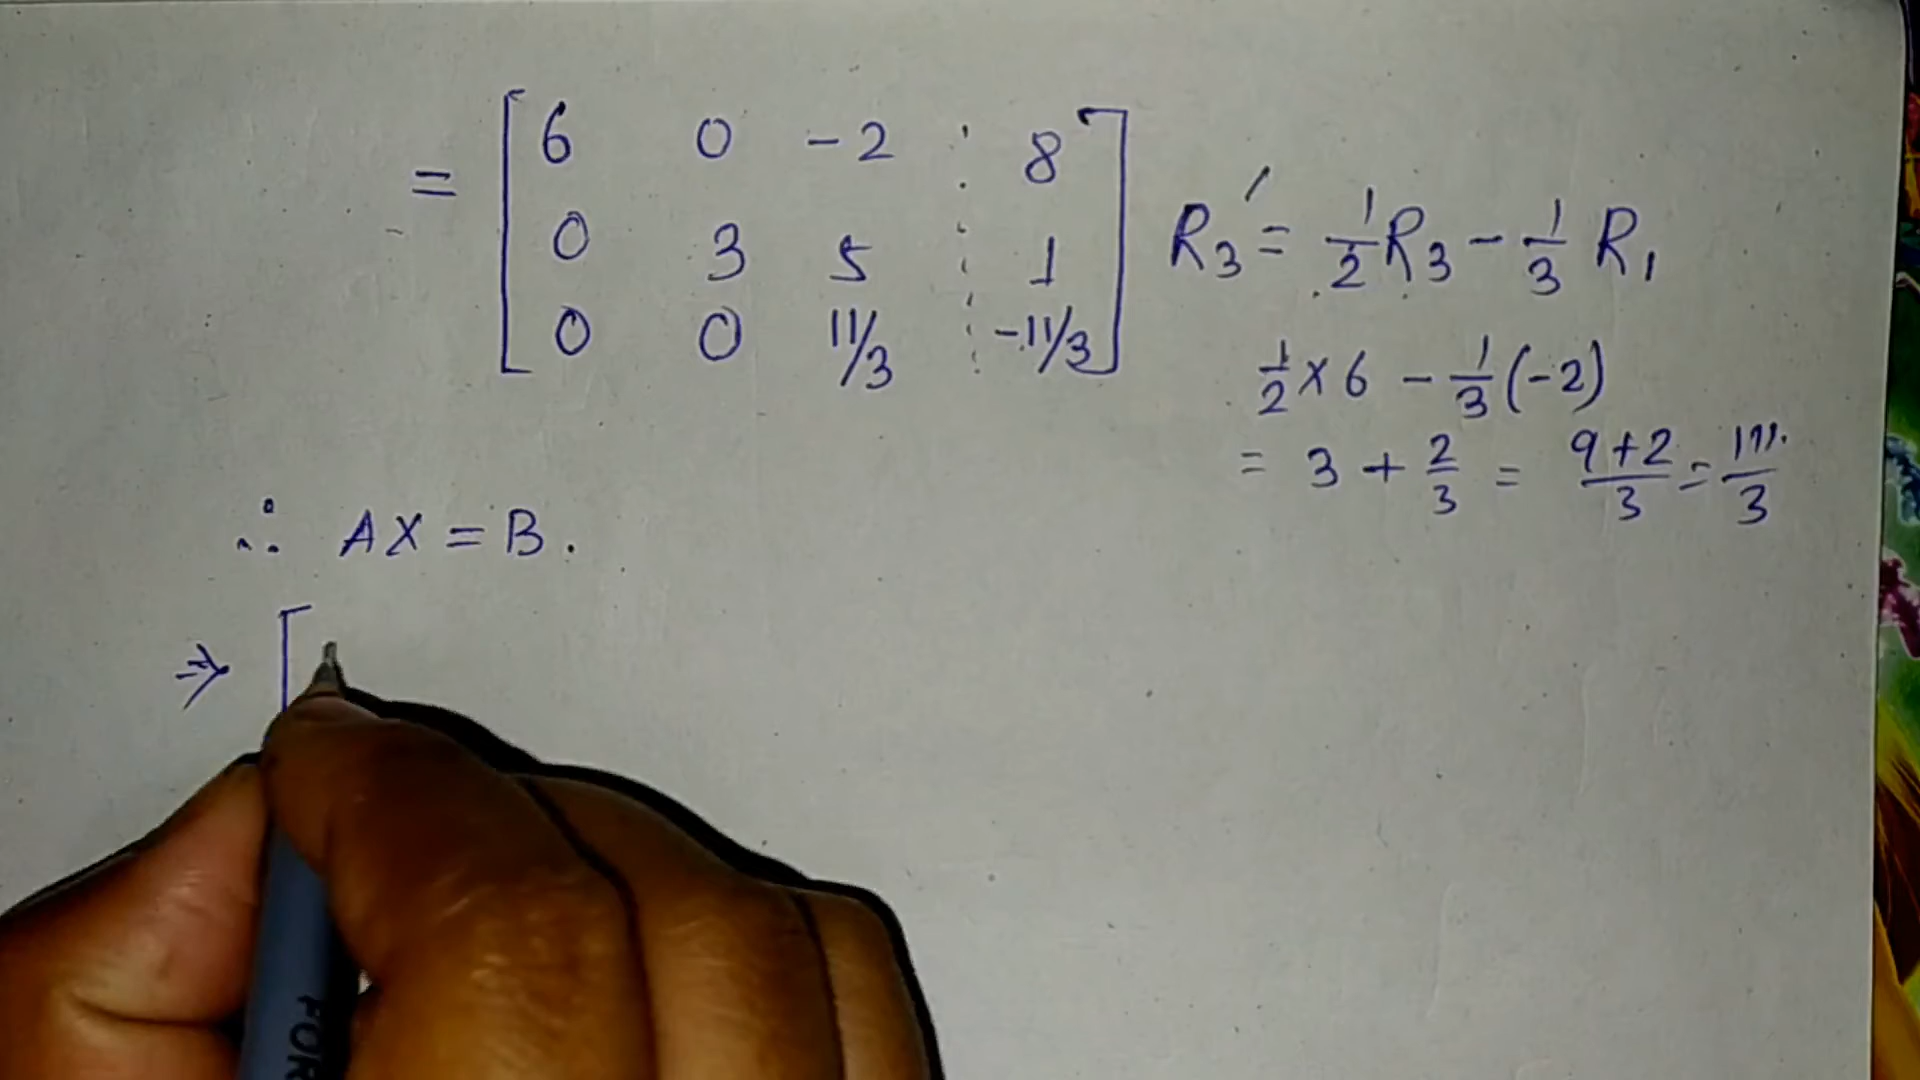 = [ 6 0 -2 : 8
0 3 5 : 1
0 0 11/3 : -11/3 ] R₃′ = 1/2 R₃ - 1/3 R₁
1/2 × 6 - 1/3 (-2)
= 3 + 2/3 = (9+2)/3 = 11/3
∴ AX = B.
⇒ [
FOR